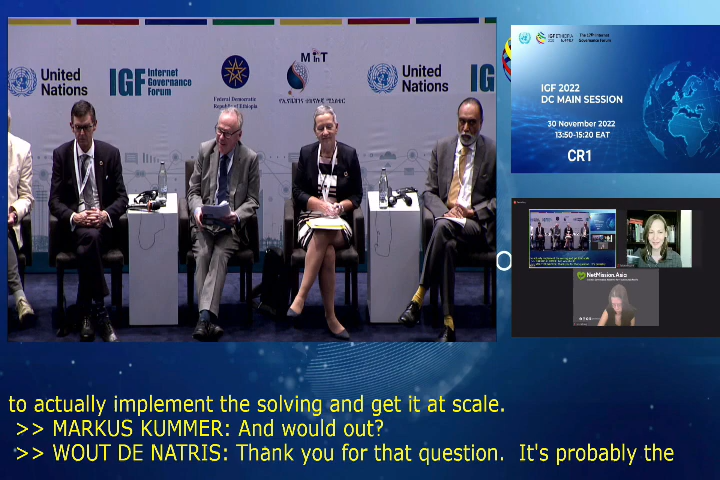 United
Nations
IGF Internet
Governance
Forum
Federal Democratic
Republic of Ethiopia
M in T
United
Nations
IG
IGF 2022
DC MAIN SESSION
30 November 2022
13:50-15:20 EAT
CR1
NetMission.Asia
to actually implement the solving and get it at scale.
>> MARKUS KUMMER: And would out?
>> WOUT DE NATRIS: Thank you for that question. It's probably the